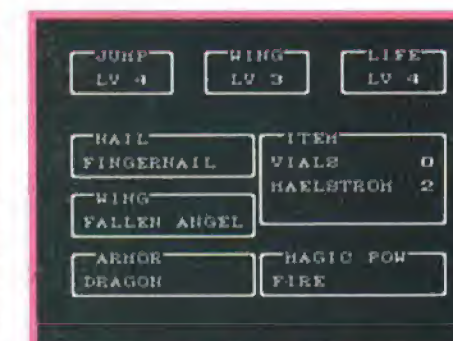 JUMP WING LIFE
LV 4 LV 3 LV 4
NAIL ITEM
FINGERNAIL VIALS 0
MAELSTROM 2
WING
FALLEN ANGEL
ARMOR MAGIC POW
DRAGON FIRE